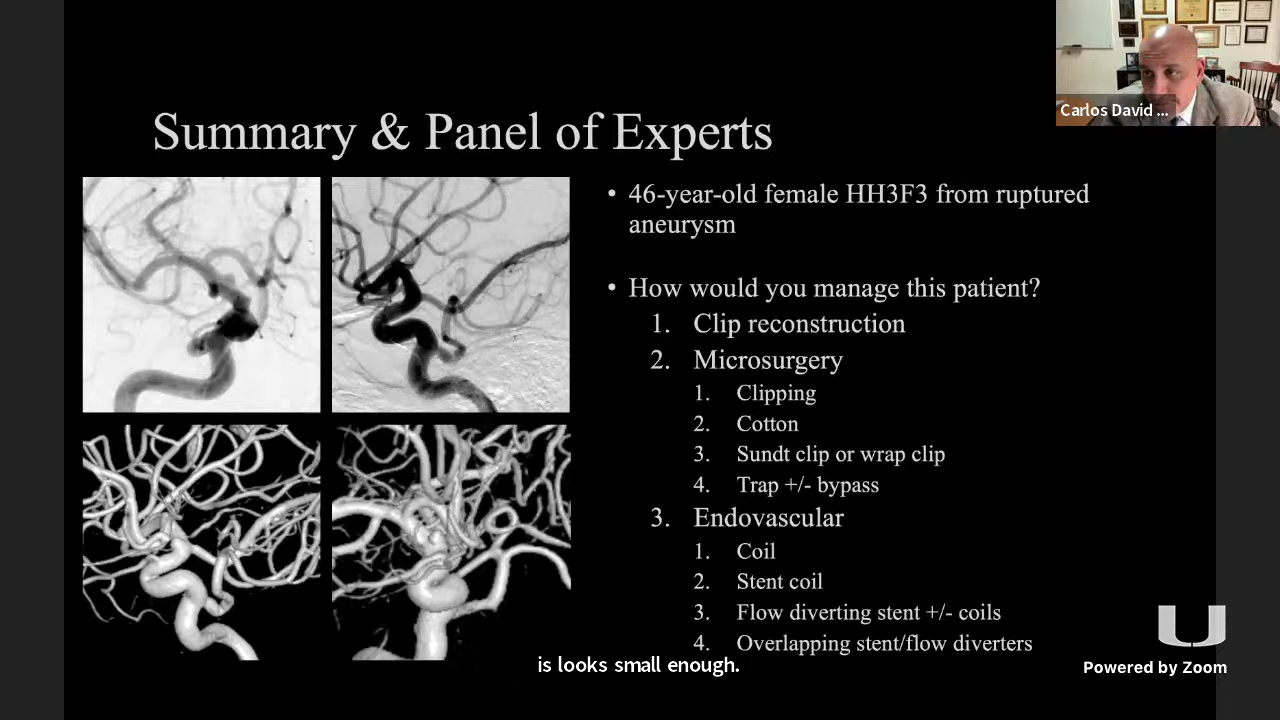 Carlos David ...
Summary & Panel of Experts
• 46-year-old female HH3F3 from ruptured
aneurysm
• How would you manage this patient?
1. Clip reconstruction
2. Microsurgery
1. Clipping
2. Cotton
3. Sundt clip or wrap clip
4. Trap +/- bypass
3. Endovascular
1. Coil
2. Stent coil
3. Flow diverting stent +/- coils
4. Overlapping stent/flow diverters
is looks small enough.
U
Powered by Zoom